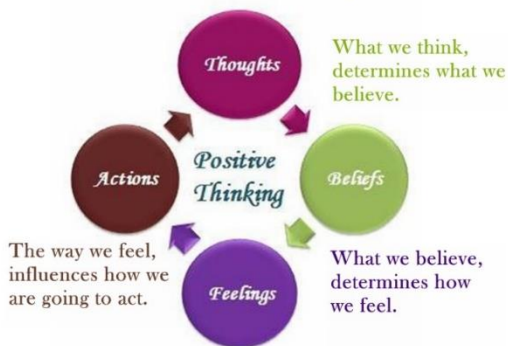 Thoughts
What we think,
determines what we
believe.
Positive
Thinking
Actions
Beliefs
The way we feel,
influences how we
are going to act.
What we believe,
determines how
we feel.
Feelings